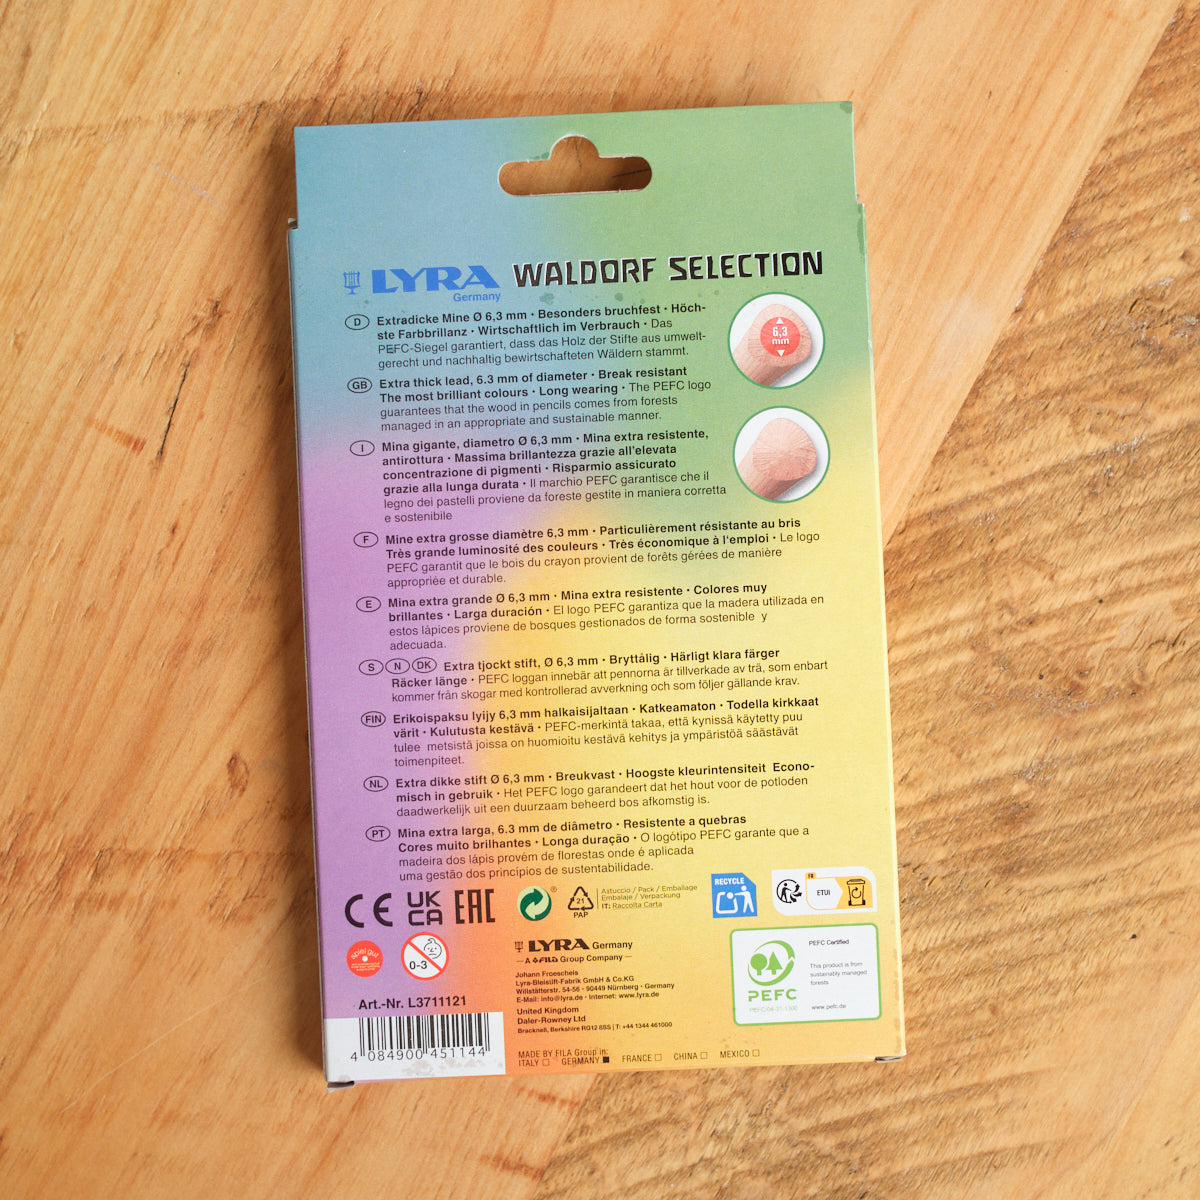 LYRA WALDORF SELECTION
Germany
D Extradicke Mine Ø 6,3 mm · Besonders bruchfest · Höch-
ste Farbbrillanz · Wirtschaftlich im Verbrauch · Das
PEFC-Siegel garantiert, dass das Holz der Stifte aus umwelt-
gerecht und nachhaltig bewirtschafteten Wäldern stammt.
6,3
mm
GB Extra thick lead, 6.3 mm of diameter · Break resistant
The most brilliant colours · Long wearing · The PEFC logo
guarantees that the wood in pencils comes from forests
managed in an appropriate and sustainable manner.
I Mina gigante, diametro Ø 6,3 mm · Mina extra resistente,
antirottura · Massima brillantezza grazie all'elevata
concentrazione di pigmenti · Risparmio assicurato
grazie alla lunga durata · Il marchio PEFC garantisce che il
legno dei pastelli proviene da foreste gestite in maniera corretta
e sostenibile
F Mine extra grosse diamètre 6,3 mm · Particulièrement résistante au bris
Très grande luminosité des couleurs · Très économique à l'emploi · Le logo
PEFC garantit que le bois du crayon provient de forêts gérées de manière
appropriée et durable.
E Mina extra grande Ø 6,3 mm · Mina extra resistente · Colores muy
brillantes · Larga duración · El logo PEFC garantiza que la madera utilizada en
estos lápices proviene de bosques gestionados de forma sostenible y
adecuada.
S N DK Extra tjockt stift, Ø 6,3 mm · Bryttålig · Härligt klara färger
Räcker länge · PEFC loggan innebär att pennorna är tillverkade av trä, som enbart
kommer från skogar med kontrollerad avverkning och som följer gällande krav.
FIN Erikoispaksu lyijy 6,3 mm halkaisijaltaan · Katkeamaton · Todella kirkkaat
värit · Kulutusta kestävä · PEFC-merkintä takaa, että kynissä käytetty puu
tulee metsistä joissa on huomioitu kestävä kehitys ja ympäristöä säästävät
toimenpiteet.
NL Extra dikke stift Ø 6,3 mm · Breukvast · Hoogste kleurintensiteit Econo-
misch in gebruik · Het PEFC logo garandeert dat het hout voor de potloden
daadwerkelijk uit een duurzaam beheerd bos afkomstig is.
PT Mina extra larga, 6.3 mm de diâmetro · Resistente a quebras
Cores muito brilhantes · Longa duração · O logótipo PEFC garante que a
madeira dos lápis provém de florestas onde é aplicada
uma gestão dos princípios de sustentabilidade.
CE UK CA EAC
®
21
PAP
Astuccio / Pack / Emballage
Embalaje / Verpackung
IT: Raccolta Carta
RECYCLE
FR
ETUI
spiel gut
0-3
LYRA Germany
A FILA Group Company
Johann Froescheis
Lyra-Bleistift-Fabrik GmbH & Co.KG
Willstätterstr. 54-56 · 90449 Nürnberg · Germany
E-Mail: info@lyra.de · Internet: www.lyra.de
United Kingdom
Daler-Rowney Ltd
Bracknell, Berkshire RG12 8SS | T: +44 1344 461000
PEFC
PEFC/04-31-1300
PEFC Certified
This product is from
sustainably managed
forests
www.pefc.de
Art.-Nr. L3711121
4 084900 451144
MADE BY FILA Group in:
ITALY □ GERMANY ■ FRANCE □ CHINA □ MEXICO □